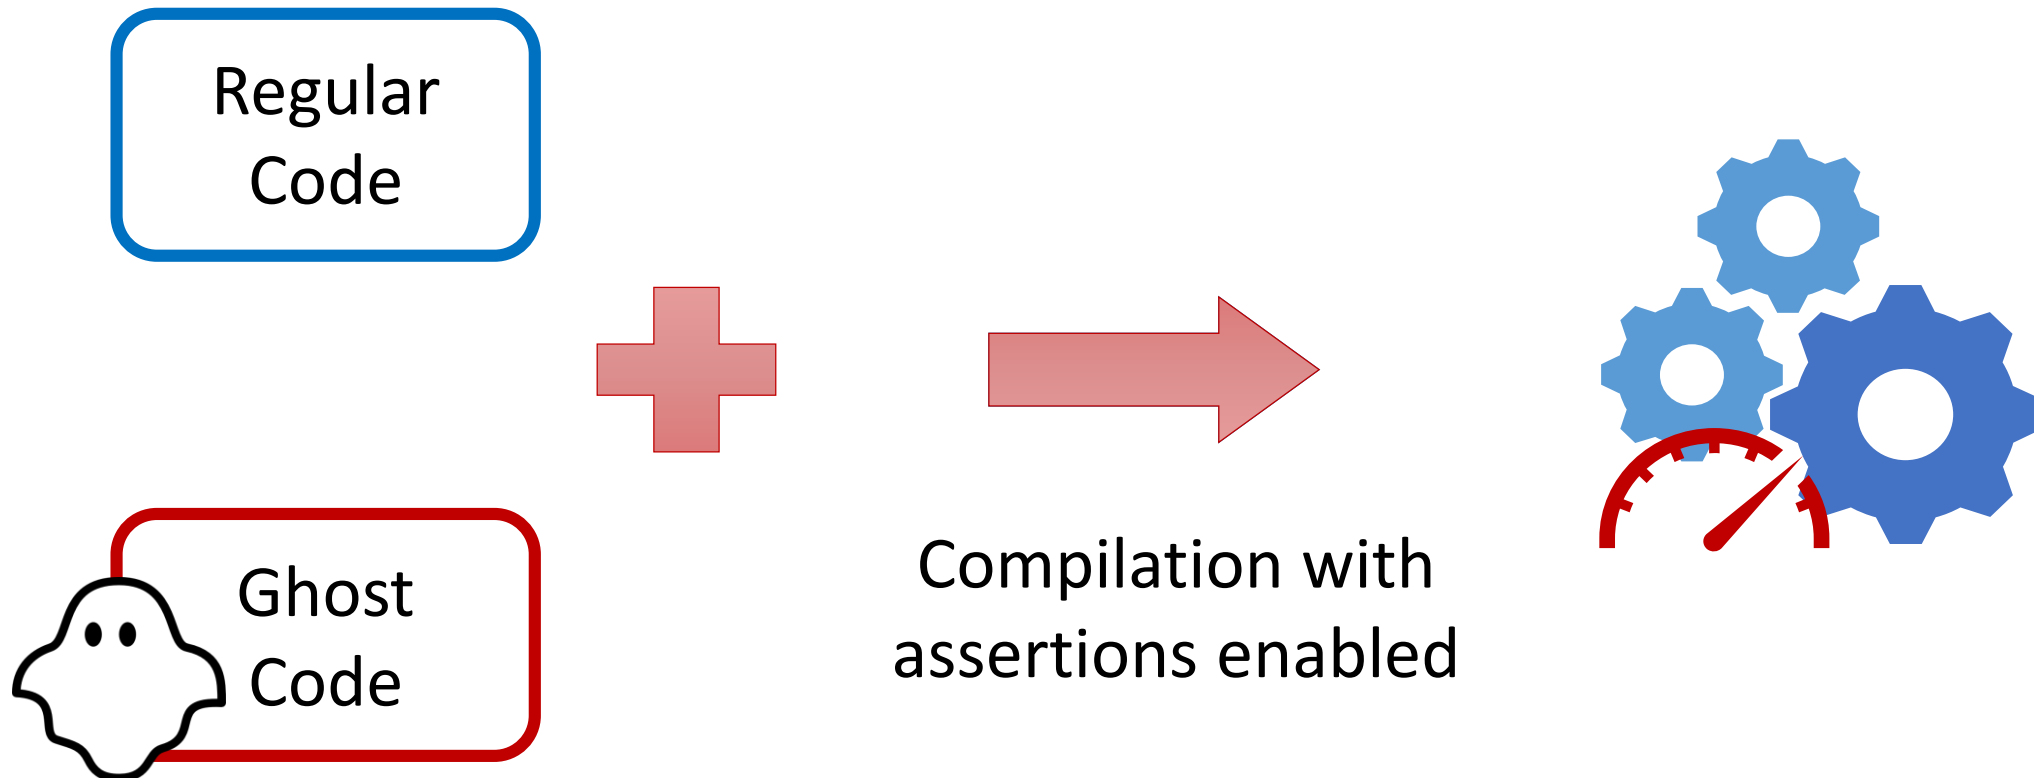 Regular
Code
Ghost
Code
Compilation with
assertions enabled